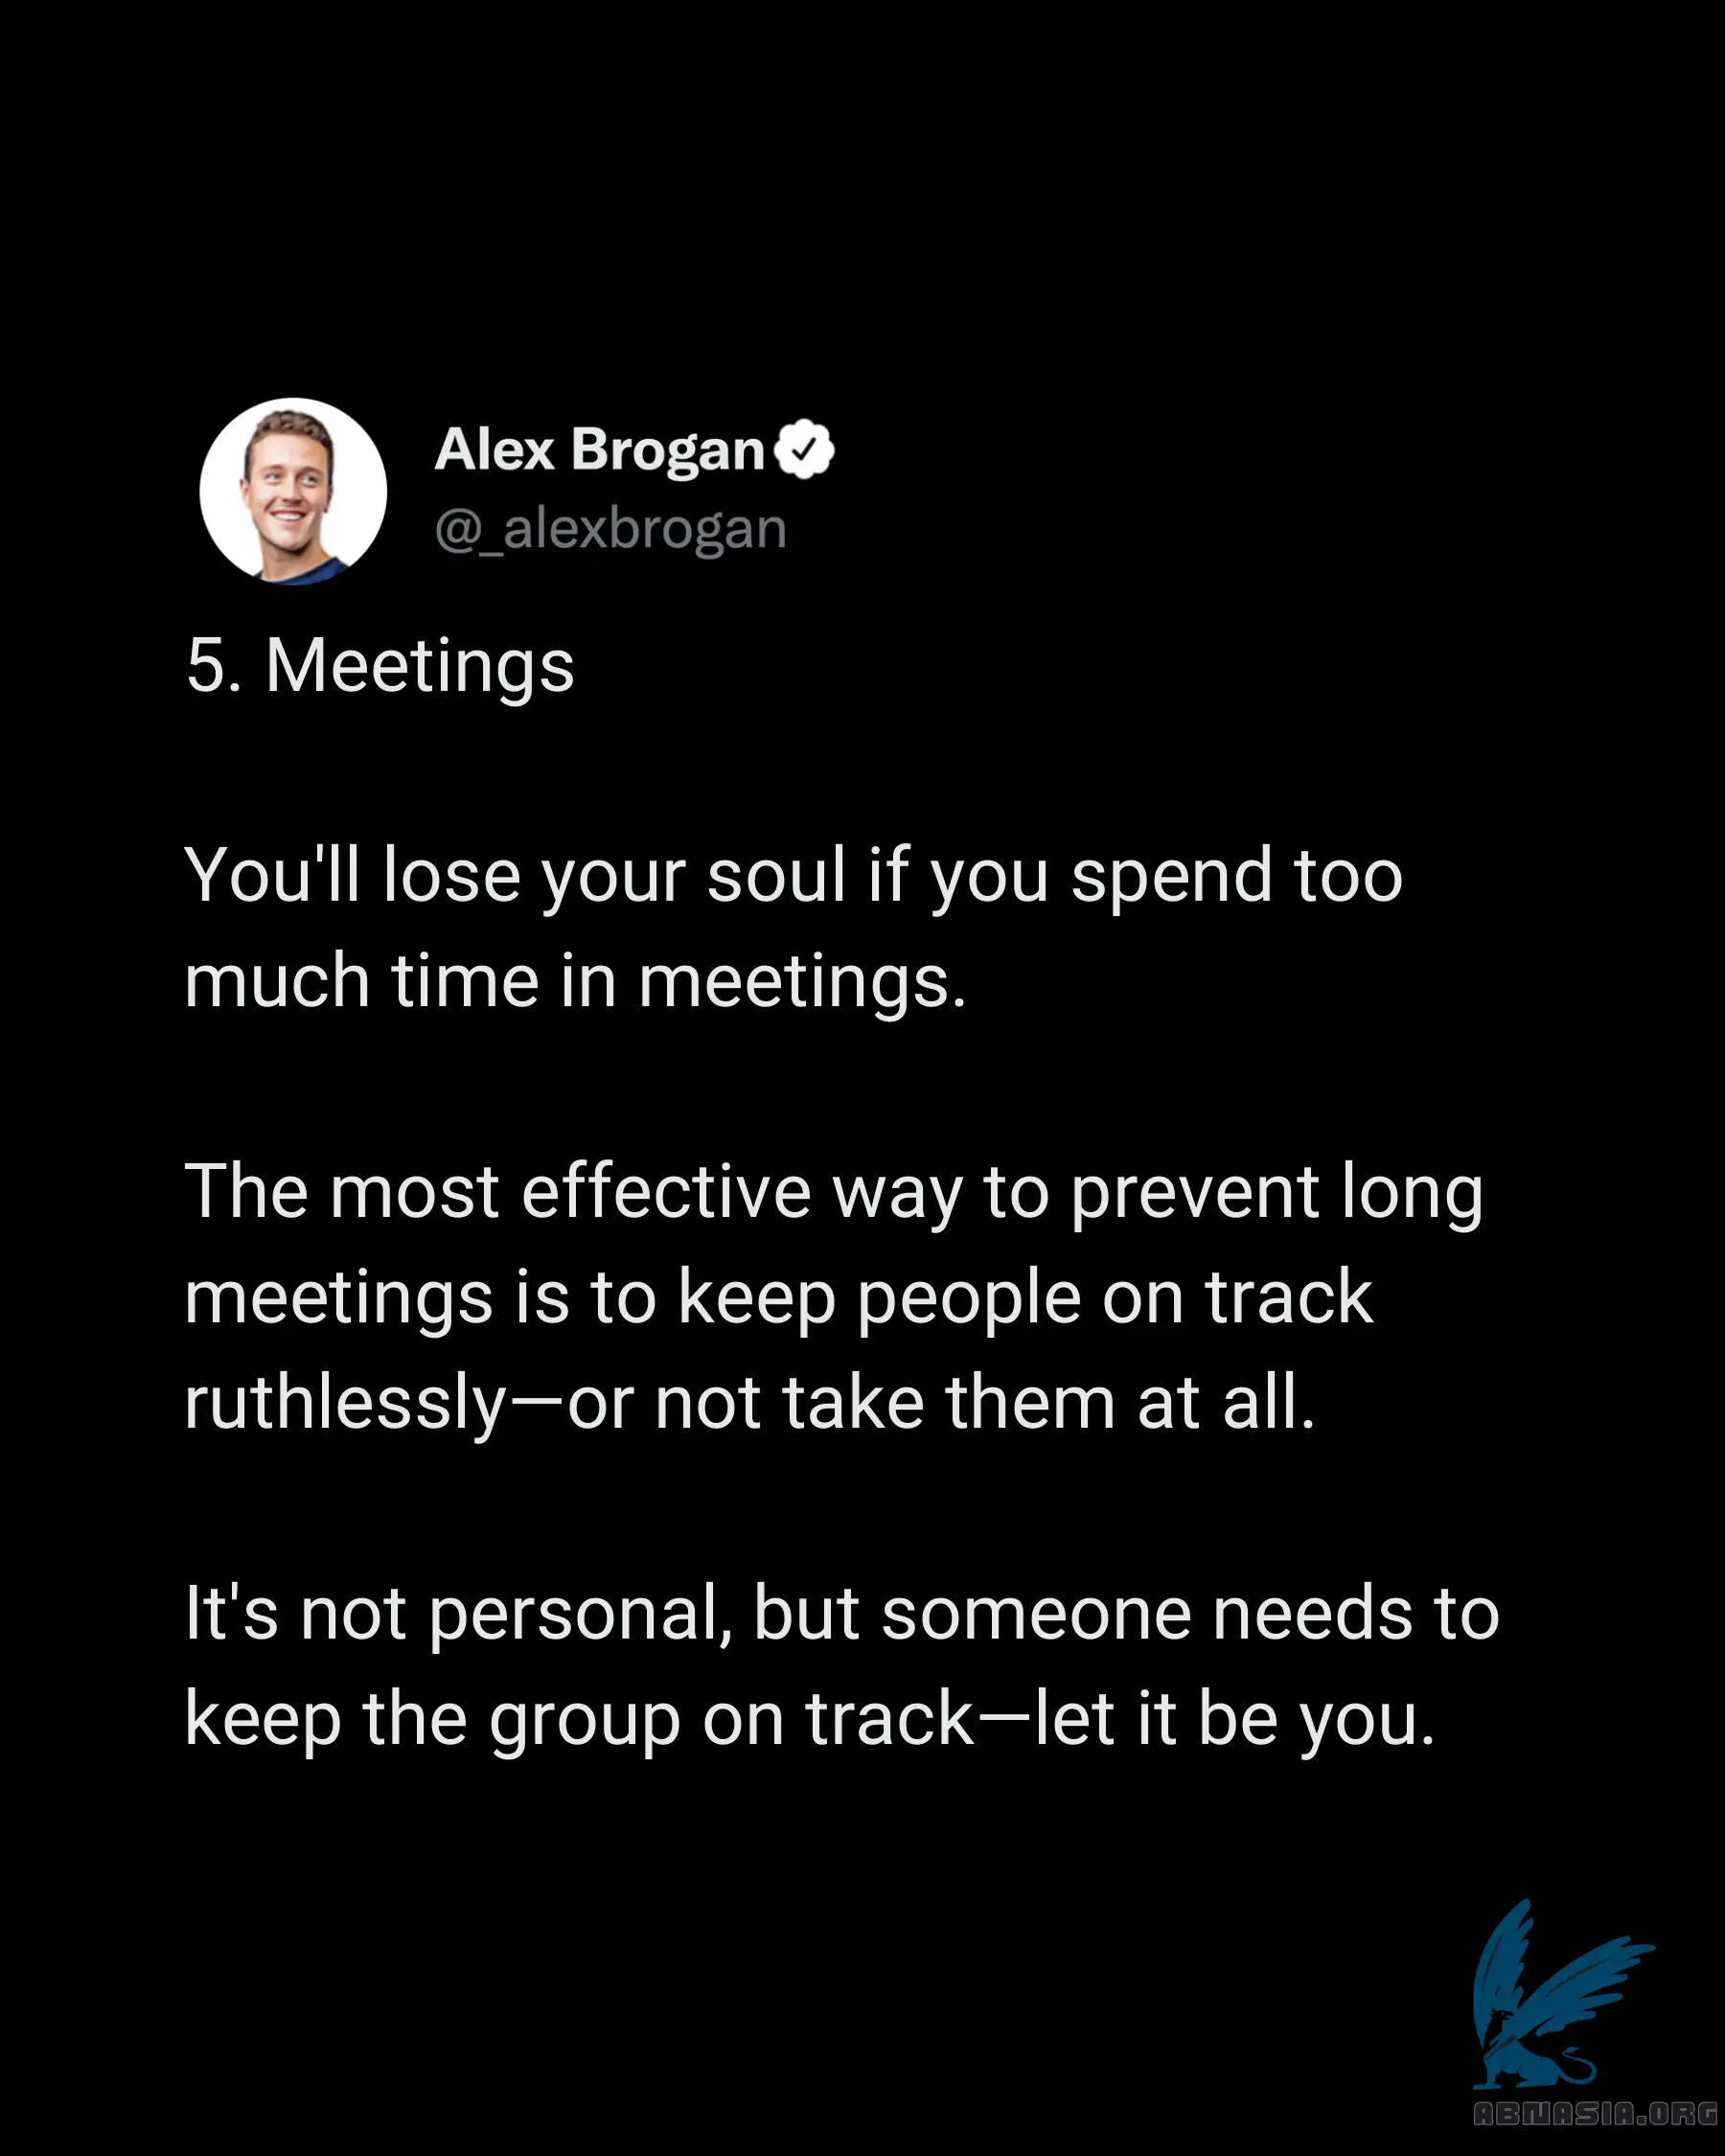 Alex Brogan
@_alexbrogan
5. Meetings
You'll lose your soul if you spend too
much time in meetings.
The most effective way to prevent long
meetings is to keep people on track
ruthlessly—or not take them at all.
It's not personal, but someone needs to
keep the group on track—let it be you.
ABNASIA.ORG